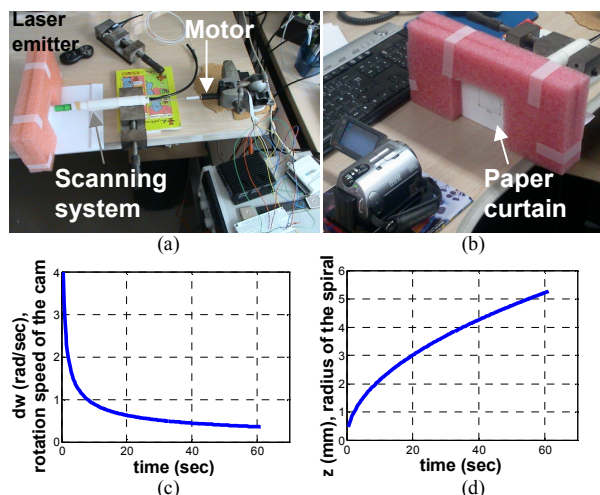 Laser
emitter
Motor
Scanning
system
Paper
curtain
(a)
(b)
dw (rad/sec),
rotation speed of the cam
4
3
2
1
0
0
20
40
60
time (sec)
(c)
z (mm), radius of the spiral
6
5
4
3
2
1
0
0
20
40
60
time (sec)
(d)